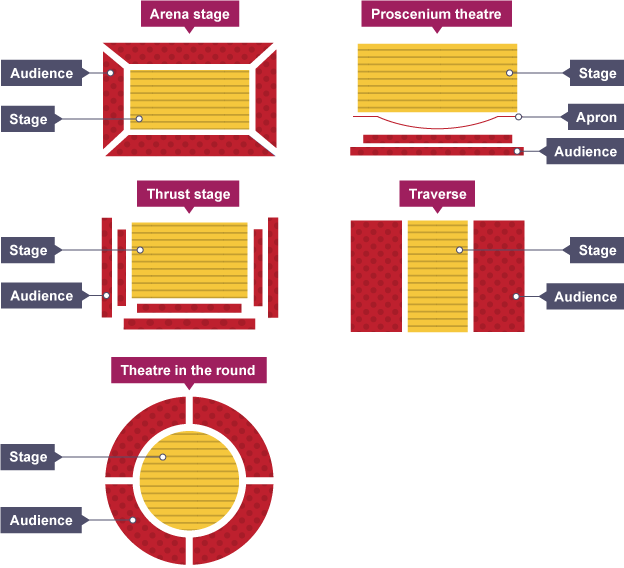 Arena stage
Audience
Stage
Proscenium theatre
Stage
Apron
Audience
Thrust stage
Stage
Audience
Traverse
Stage
Audience
Theatre in the round
Stage
Audience